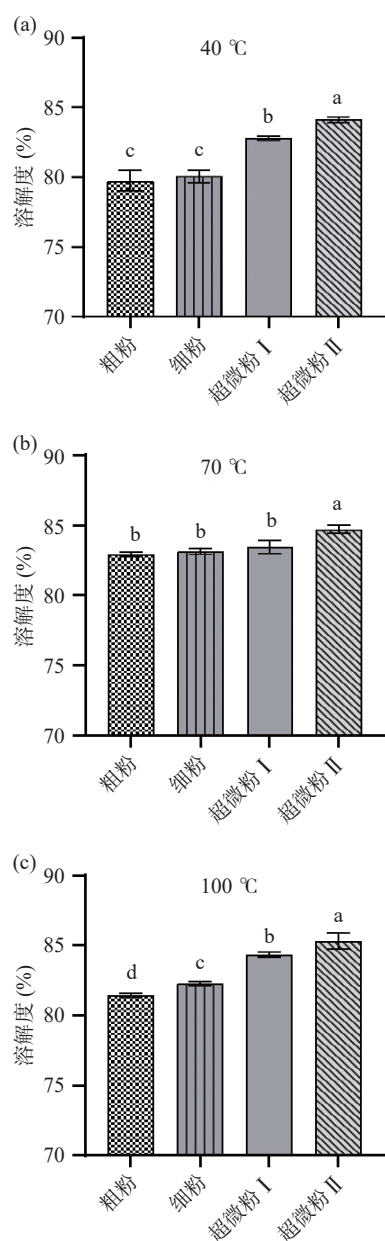 (a)
40 ℃
溶解度 (%)
90
85
80
75
70
c
c
b
a
粗粉
细粉
超微粉 Ⅰ
超微粉 Ⅱ
(b)
70 ℃
溶解度 (%)
90
85
80
75
70
b
b
b
a
粗粉
细粉
超微粉 Ⅰ
超微粉 Ⅱ
(c)
100 ℃
溶解度 (%)
90
85
80
75
70
d
c
b
a
粗粉
细粉
超微粉 Ⅰ
超微粉 Ⅱ